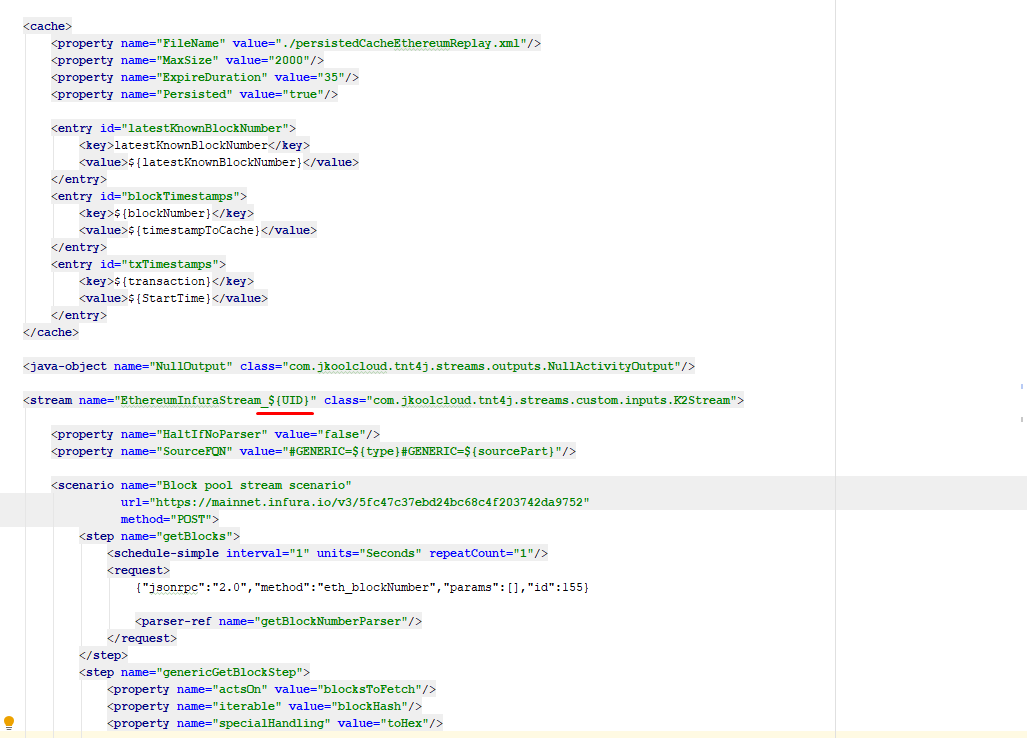 <cache>
<property name="FileName" value="./persistedCacheEthereumReplay.xml"/>
<property name="MaxSize" value="2000"/>
<property name="ExpireDuration" value="35"/>
<property name="Persisted" value="true"/>
<entry id="latestKnownBlockNumber">
<key>latestKnownBlockNumber</key>
<value>${latestKnownBlockNumber}</value>
</entry>
<entry id="blockTimestamps">
<key>${blockNumber}</key>
<value>${timestampToCache}</value>
</entry>
<entry id="txTimestamps">
<key>${transaction}</key>
<value>${StartTime}</value>
</entry>
</cache>
<java-object name="NullOutput" class="com.jkoolcloud.tnt4j.streams.outputs.NullActivityOutput"/>
<stream name="EthereumInfuraStream_${UID}" class="com.jkoolcloud.tnt4j.streams.custom.inputs.K2Stream">
<property name="HaltIfNoParser" value="false"/>
<property name="SourceFQN" value="#GENERIC=${type}#GENERIC=${sourcePart}"/>
<scenario name="Block pool stream scenario"
url="https://mainnet.infura.io/v3/5fc47c37ebd24bc68c4f203742da9752"
method="POST">
<step name="getBlocks">
<schedule-simple interval="1" units="Seconds" repeatCount="1"/>
<request>
{"jsonrpc":"2.0","method":"eth_blockNumber","params":[],"id":155}
<parser-ref name="getBlockNumberParser"/>
</request>
</step>
<step name="genericGetBlockStep">
<property name="actsOn" value="blocksToFetch"/>
<property name="iterable" value="blockHash"/>
<property name="specialHandling" value="toHex"/>